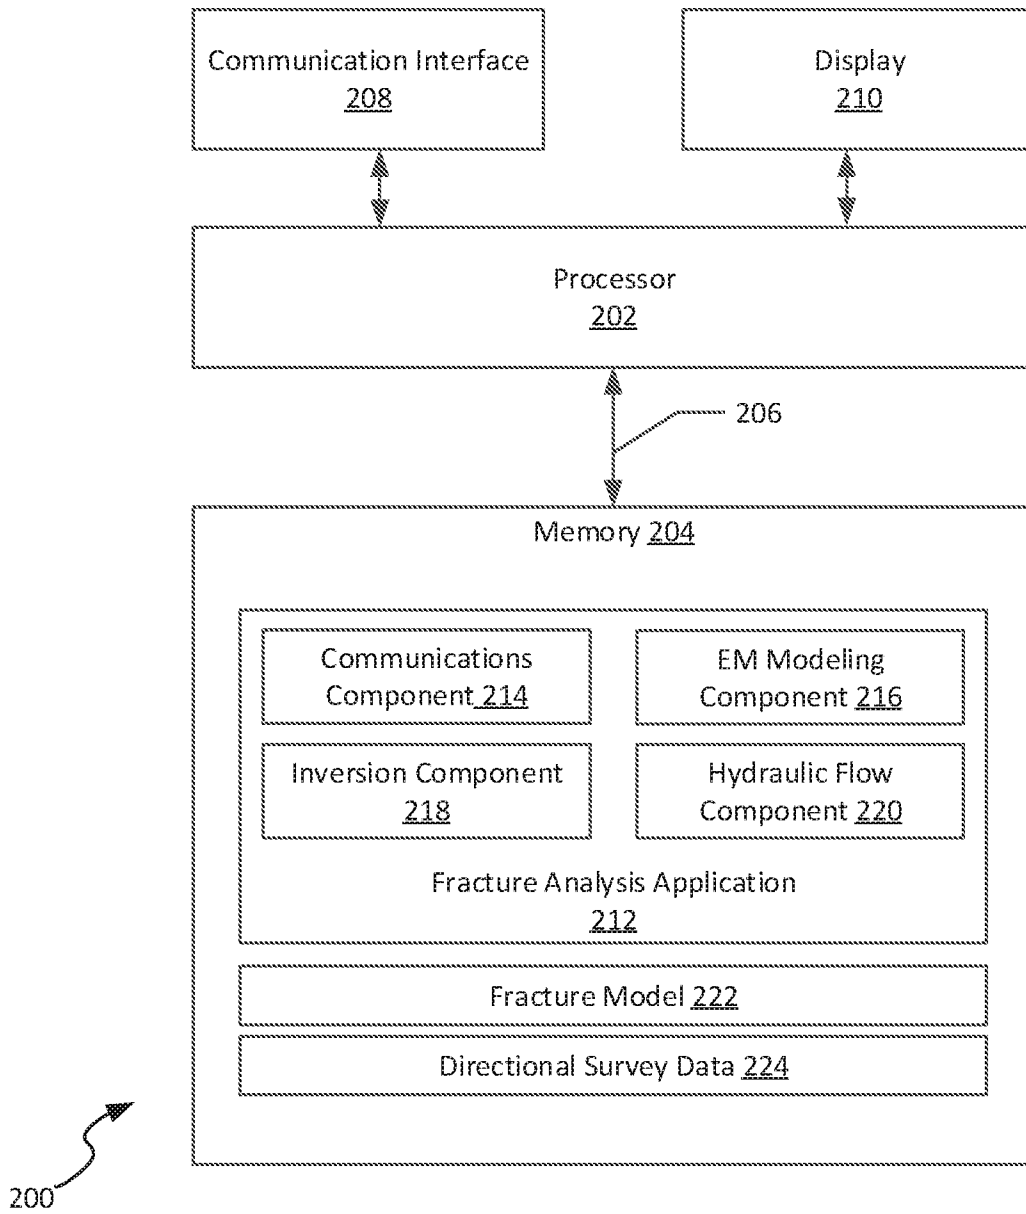 Communication Interface
208
Display
210
Processor
202
206
Memory 204
Communications
Component 214
EM Modeling
Component 216
Inversion Component
218
Hydraulic Flow
Component 220
Fracture Analysis Application
212
Fracture Model 222
Directional Survey Data 224
200